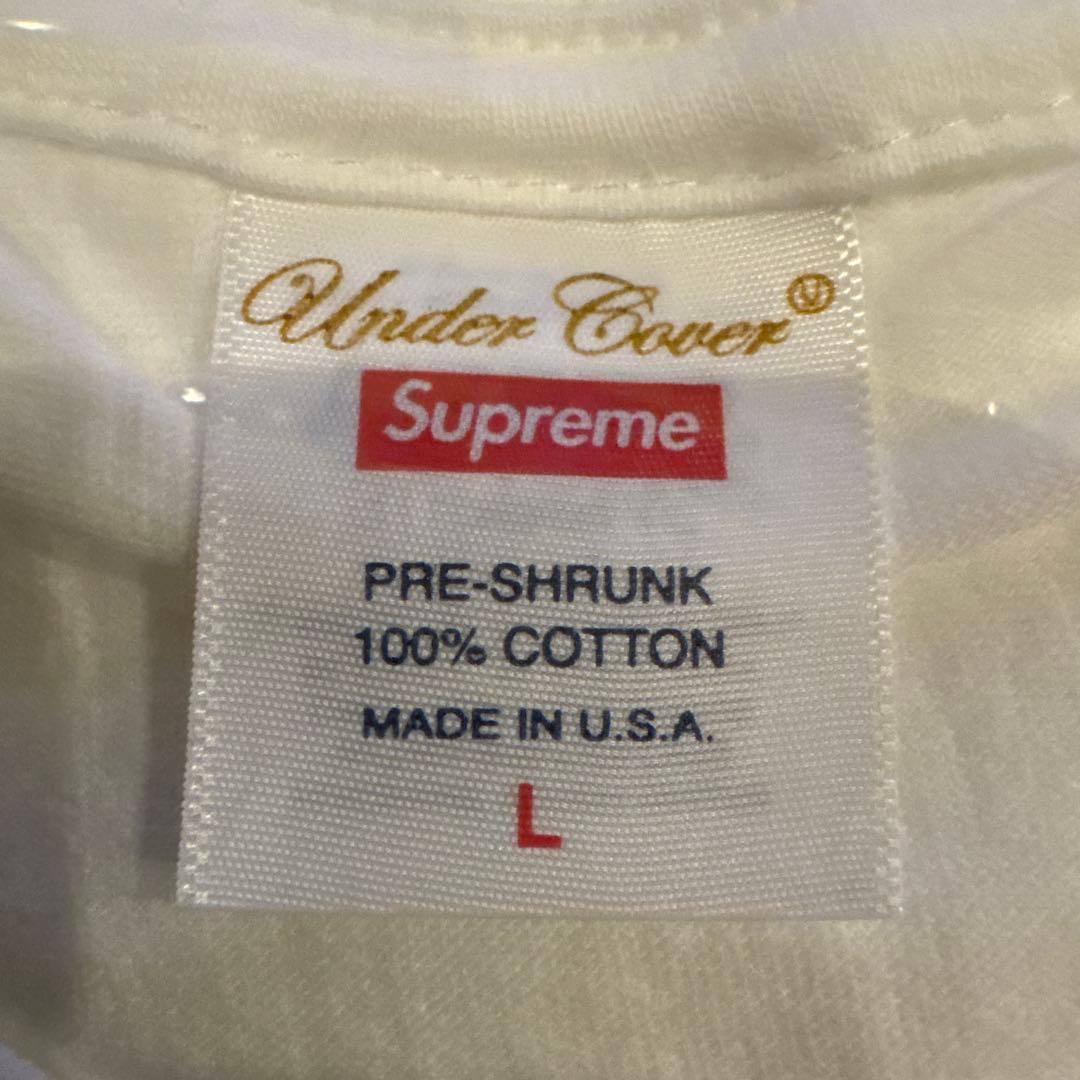 Under Cover Ⓤ
Supreme
PRE-SHRUNK
100% COTTON
MADE IN U.S.A.
L